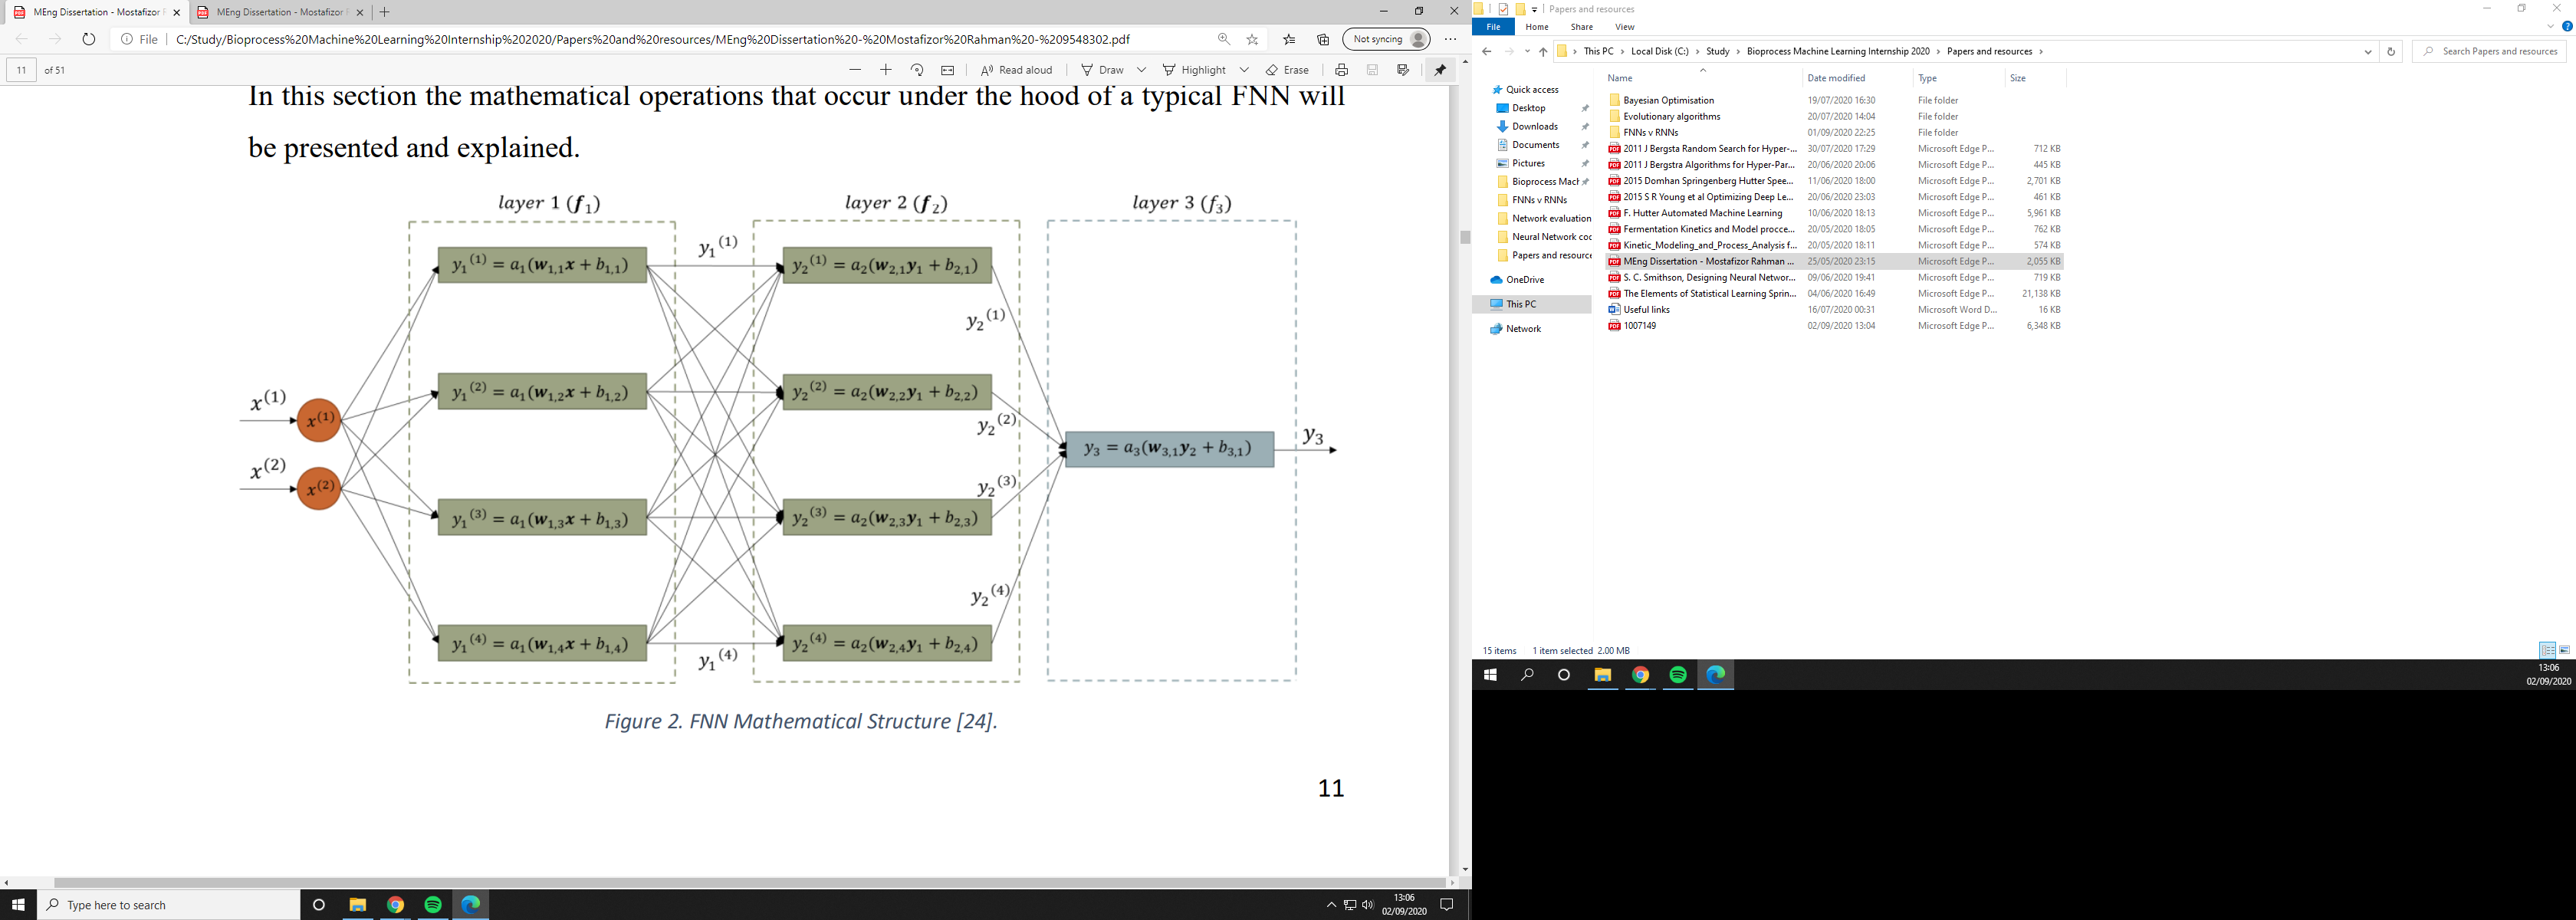 MEng Dissertation - Mostafizor
MEng Dissertation - Mostafizor
File
C:/Study/Bioprocess%20Machine%20Learning%20Internship%202020/Papers%20and%20resources/MEng%20Dissertation%20-%20Mostafizor%20Rahman%20-%209548302.pdf
Not syncing
11 of 51
Read aloud Draw Highlight Erase
In this section the mathematical operations that occur under the hood of a typical FNN will
be presented and explained.
layer 1 (f₁) layer 2 (f₂) layer 3 (f₃)
y₁⁽¹⁾
y₁⁽¹⁾ = a₁(w₁,₁x + b₁,₁) y₂⁽¹⁾ = a₂(w₂,₁y₁ + b₂,₁)
y₂⁽¹⁾
y₁⁽²⁾ = a₁(w₁,₂x + b₁,₂) y₂⁽²⁾ = a₂(w₂,₂y₁ + b₂,₂)
x⁽¹⁾ x⁽¹⁾
y₂⁽²⁾
y₃ = a₃(w₃,₁y₂ + b₃,₁) y₃
x⁽²⁾ x⁽²⁾
y₂⁽³⁾
y₁⁽³⁾ = a₁(w₁,₃x + b₁,₃) y₂⁽³⁾ = a₂(w₂,₃y₁ + b₂,₃)
y₂⁽⁴⁾
y₁⁽⁴⁾ = a₁(w₁,₄x + b₁,₄) y₂⁽⁴⁾ = a₂(w₂,₄y₁ + b₂,₄)
y₁⁽⁴⁾
Figure 2. FNN Mathematical Structure [24].
11
Type here to search
13:06
02/09/2020
Papers and resources
File Home Share View
This PC › Local Disk (C:) › Study › Bioprocess Machine Learning Internship 2020 › Papers and resources ›
Search Papers and resources
Quick access
Desktop
Downloads
Documents
Pictures
Bioprocess Mach
FNNs v RNNs
Network evaluation
Neural Network coc
Papers and resource
OneDrive
This PC
Network
Name Date modified Type Size
Bayesian Optimisation 19/07/2020 16:30 File folder
Evolutionary algorithms 20/07/2020 14:04 File folder
FNNs v RNNs 01/09/2020 22:25 File folder
2011 J Bergsta Random Search for Hyper-... 30/07/2020 17:29 Microsoft Edge P... 712 KB
2011 J Bergstra Algorithms for Hyper-Par... 20/06/2020 20:06 Microsoft Edge P... 445 KB
2015 Domhan Springenberg Hutter Spee... 11/06/2020 18:00 Microsoft Edge P... 2,701 KB
2015 S R Young et al Optimizing Deep Le... 20/06/2020 23:03 Microsoft Edge P... 461 KB
F. Hutter Automated Machine Learning 10/06/2020 18:13 Microsoft Edge P... 5,961 KB
Fermentation Kinetics and Model procce... 20/05/2020 18:05 Microsoft Edge P... 762 KB
Kinetic_Modeling_and_Process_Analysis f... 20/05/2020 18:11 Microsoft Edge P... 574 KB
MEng Dissertation - Mostafizor Rahman ... 25/05/2020 23:15 Microsoft Edge P... 2,055 KB
S. C. Smithson, Designing Neural Networ... 09/06/2020 19:41 Microsoft Edge P... 719 KB
The Elements of Statistical Learning Sprin... 04/06/2020 16:49 Microsoft Edge P... 21,138 KB
Useful links 16/07/2020 00:31 Microsoft Word D... 16 KB
1007149 02/09/2020 13:04 Microsoft Edge P... 6,348 KB
15 items 1 item selected 2.00 MB
13:06
02/09/2020